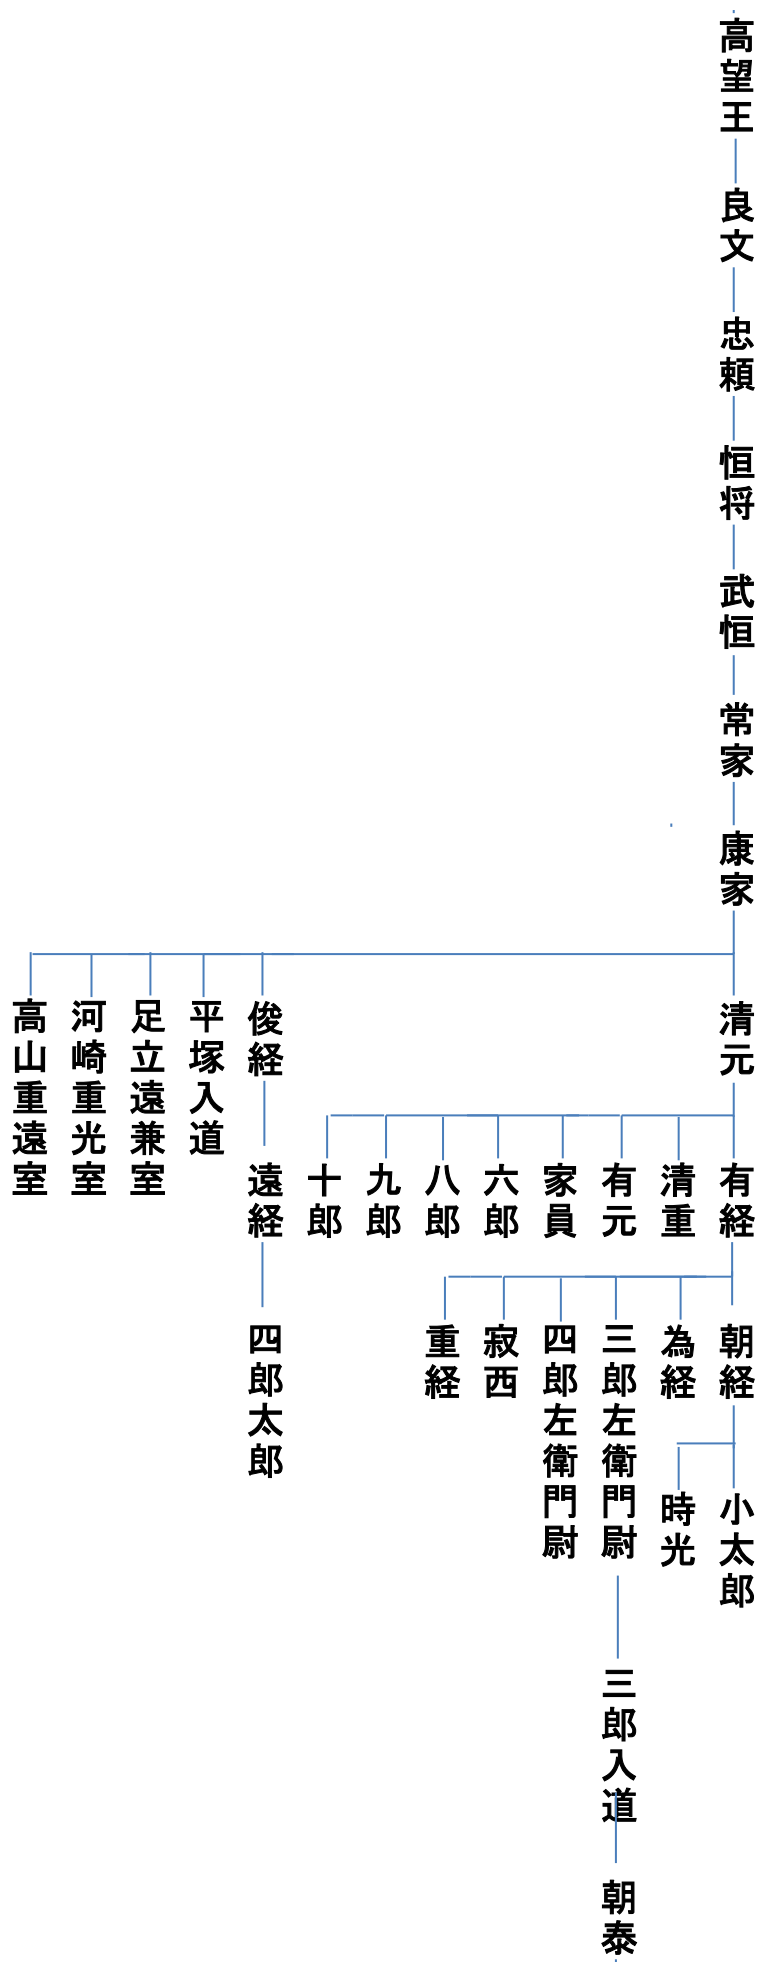 高望王
良文
忠頼
恒将
武恒
常家
康家
清元
俊経
平塚入道
足立遠兼室
河崎重光室
高山重遠室
有経
清重
有元
家員
六郎
八郎
九郎
十郎
遠経
朝経
為経
三郎左衛門尉
四郎左衛門尉
寂西
重経
四郎太郎
小太郎
時光
三郎入道
朝泰